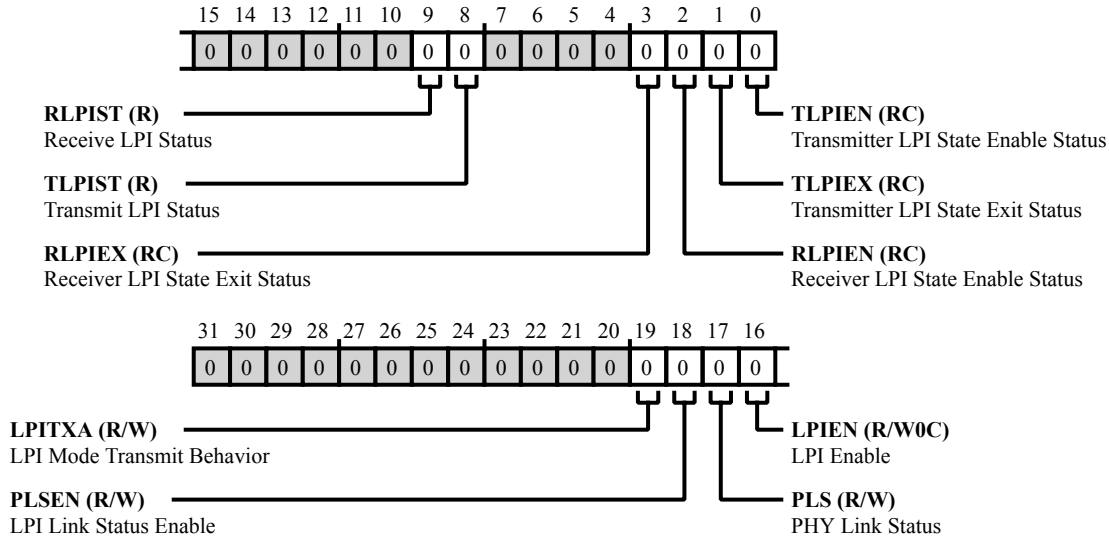 15 14 13 12 11 10 9 8 7 6 5 4 3 2 1 0
0 0 0 0 0 0 0 0 0 0 0 0 0 0 0 0
RLPIST (R)
Receive LPI Status
TLPIEN (RC)
Transmitter LPI State Enable Status
TLPIST (R)
Transmit LPI Status
TLPIEX (RC)
Transmitter LPI State Exit Status
RLPIEX (RC)
Receiver LPI State Exit Status
RLPIEN (RC)
Receiver LPI State Enable Status
31 30 29 28 27 26 25 24 23 22 21 20 19 18 17 16
0 0 0 0 0 0 0 0 0 0 0 0 0 0 0 0
LPITXA (R/W)
LPI Mode Transmit Behavior
LPIEN (R/W0C)
LPI Enable
PLSEN (R/W)
LPI Link Status Enable
PLS (R/W)
PHY Link Status